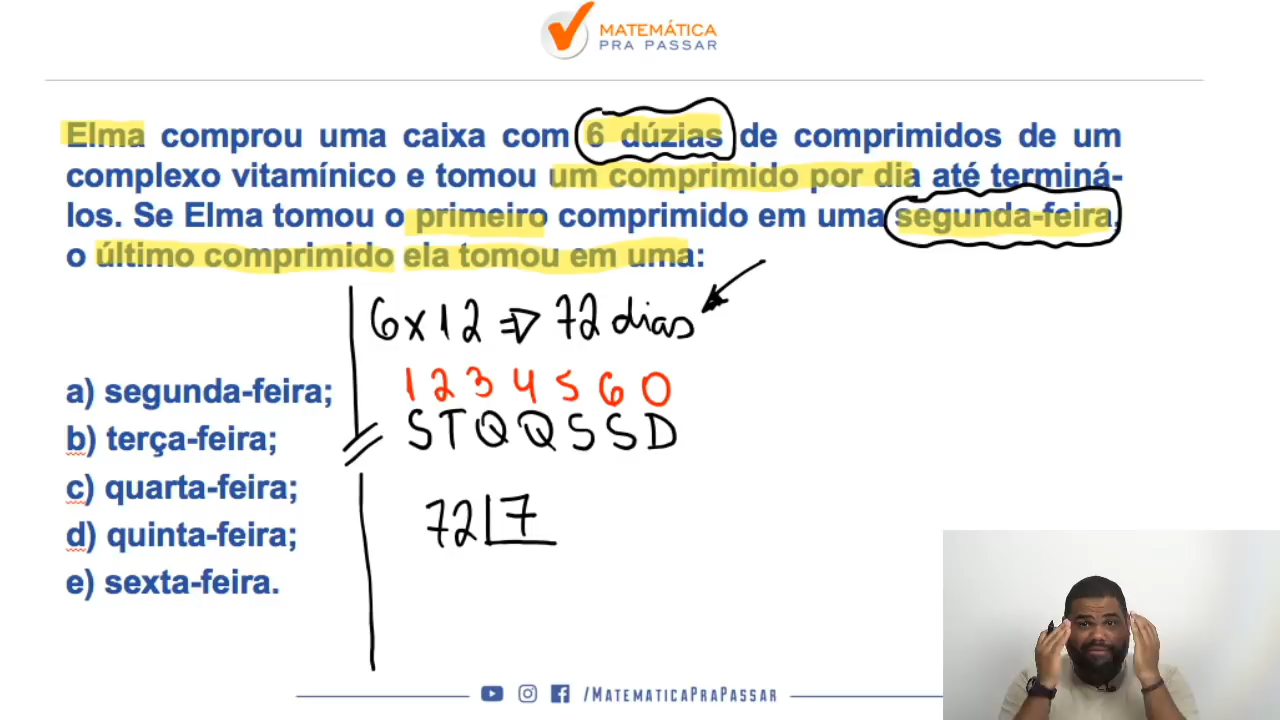 MATEMÁTICA
PRA PASSAR
Elma comprou uma caixa com 6 dúzias de comprimidos de um
complexo vitamínico e tomou um comprimido por dia até terminá-
los. Se Elma tomou o primeiro comprimido em uma segunda-feira,
o último comprimido ela tomou em uma:
6 x 12 ⇒ 72 dias
1 2 3 4 5 6 0
S T Q Q S S D
72 7
a) segunda-feira;
b) terça-feira;
c) quarta-feira;
d) quinta-feira;
e) sexta-feira.
/MATEMATICAPRAPASSAR